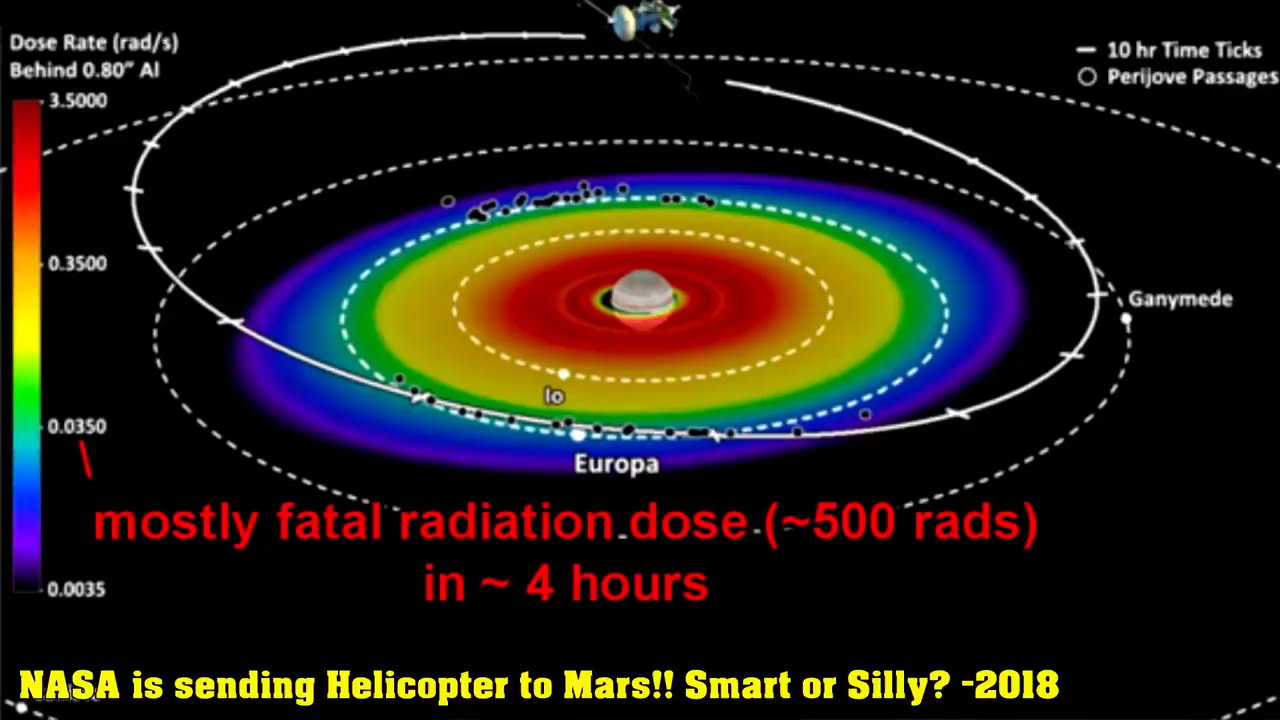 Dose Rate (rad/s)
Behind 0.80” Al
3.5000
0.3500
0.0350
0.0035
10 hr Time Ticks
Perijove Passages
Ganymede
Io
Europa
mostly fatal radiation dose (~500 rads)
in ~ 4 hours
NASA is sending Helicopter to Mars!! Smart or Silly? -2018